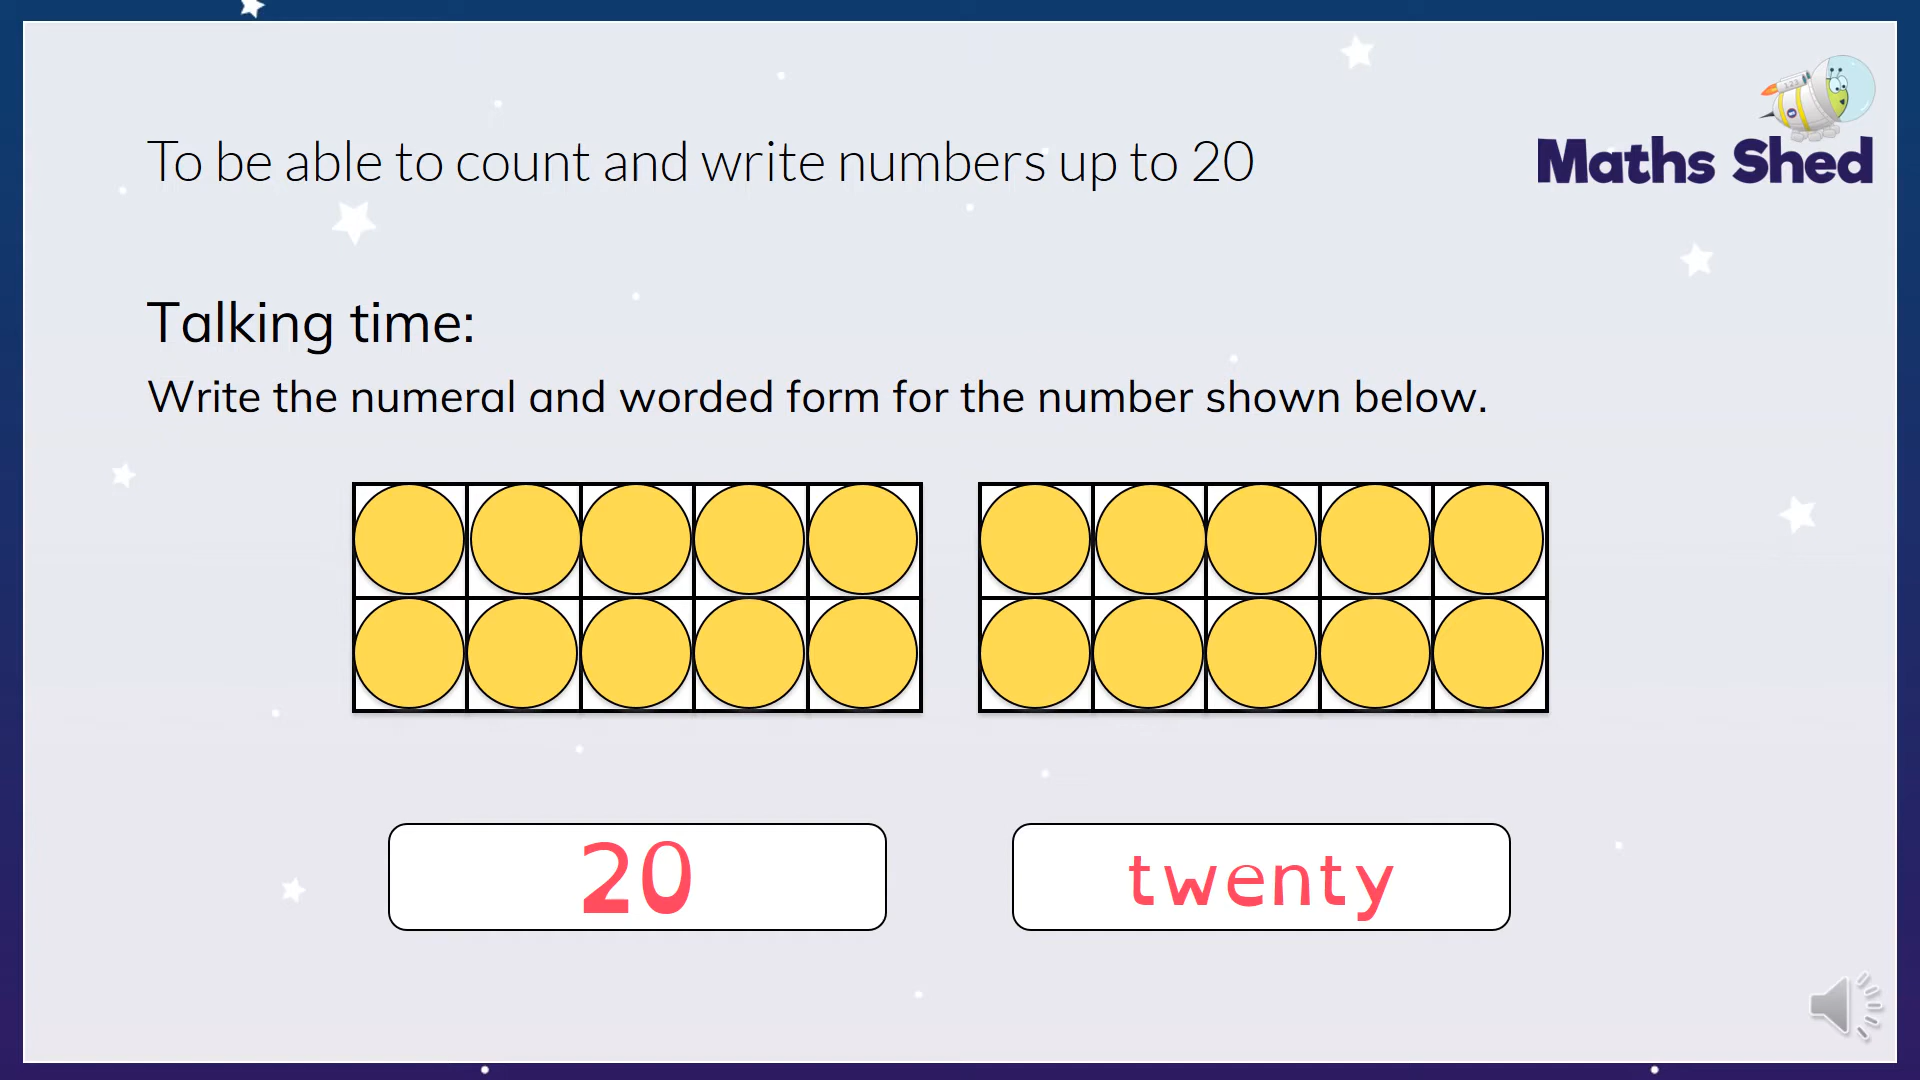 To be able to count and write numbers up to 20
Maths Shed
Talking time:
Write the numeral and worded form for the number shown below.
20
twenty